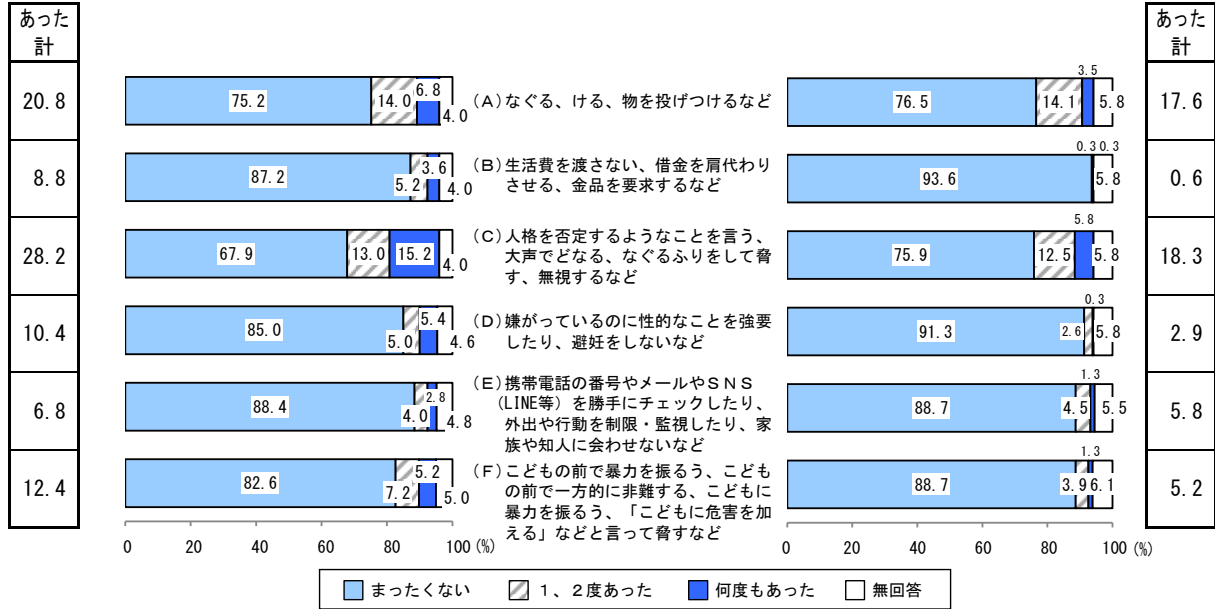 あった
計
20.8
8.8
28.2
10.4
6.8
12.4
75.2 14.0 6.8 4.0
87.2 5.2 3.6 4.0
67.9 13.0 15.2 4.0
85.0 5.0 5.4 4.6
88.4 4.0 2.8 4.8
82.6 7.2 5.2 5.0
0 20 40 60 80 100 (%)
(A)なぐる、ける、物を投げつけるなど
(B)生活費を渡さない、借金を肩代わり
させる、金品を要求するなど
(C)人格を否定するようなことを言う、
大声でどなる、なぐるふりをして脅
す、無視するなど
(D)嫌がっているのに性的なことを強要
したり、避妊をしないなど
(E)携帯電話の番号やメールやSNS
(LINE等)を勝手にチェックしたり、
外出や行動を制限・監視したり、家
族や知人に会わせないなど
(F)こどもの前で暴力を振るう、こども
の前で一方的に非難する、こどもに
暴力を振るう、「こどもに危害を加
える」などと言って脅すなど
76.5 14.1 3.5 5.8
93.6 0.3 0.3 5.8
75.9 12.5 5.8 5.8
91.3 2.6 0.3 5.8
88.7 4.5 1.3 5.5
88.7 3.9 1.3 6.1
0 20 40 60 80 100 (%)
あった
計
17.6
0.6
18.3
2.9
5.8
5.2
まったくない 1、2度あった 何度もあった 無回答